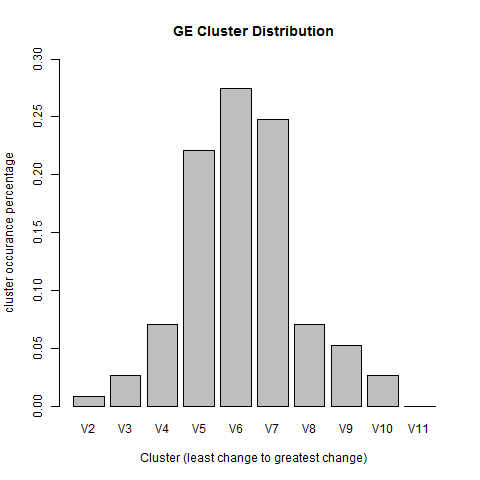 GE Cluster Distribution
cluster occurance percentage
0.30
0.25
0.20
0.15
0.10
0.05
0.00
V2 V3 V4 V5 V6 V7 V8 V9 V10 V11
Cluster (least change to greatest change)